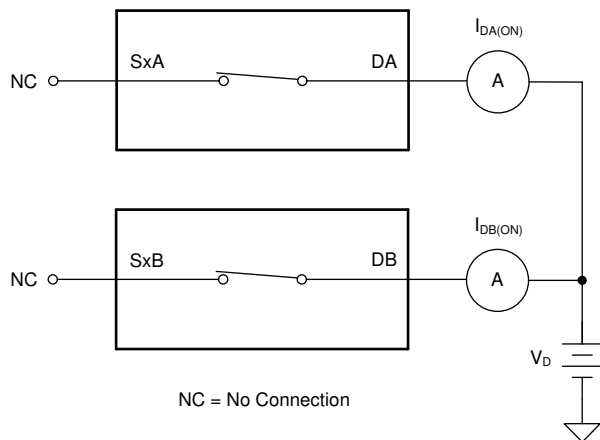 I_DA(ON)
SxA DA
NC A
I_DB(ON)
SxB DB
NC A
V_D
NC = No Connection